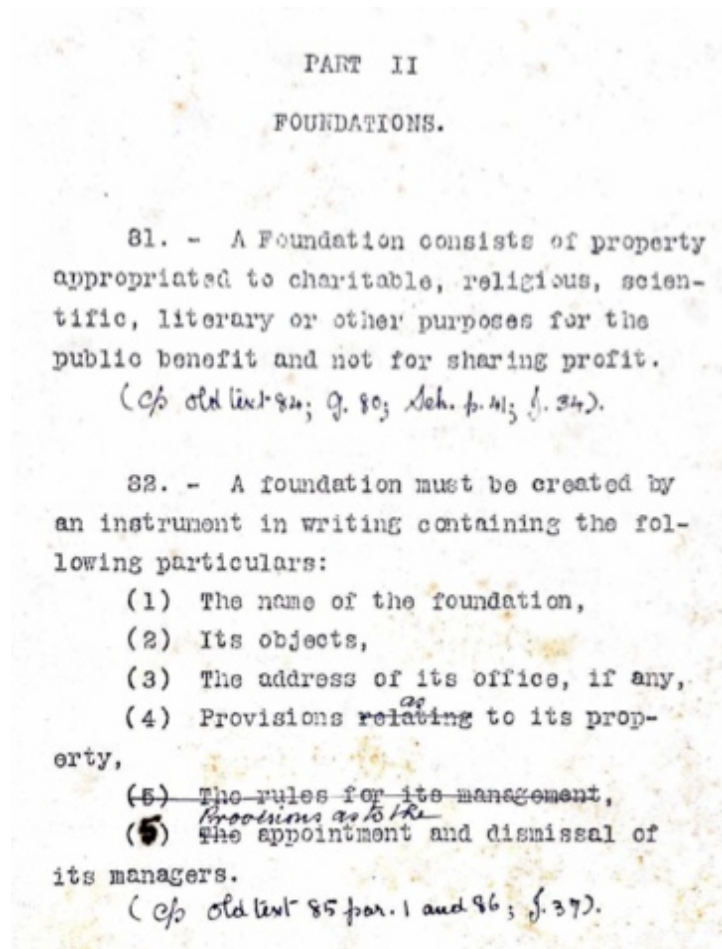 PART II
FOUNDATIONS.
81. - A Foundation consists of property
appropriated to charitable, religious, scien-
tific, literary or other purposes for the
public benefit and not for sharing profit.
(cp old text 84; g. 80; Sch. p. 41; J. 34).
82. - A foundation must be created by
an instrument in writing containing the fol-
lowing particulars:
(1) The name of the foundation,
(2) Its objects,
(3) The address of its office, if any,
as
(4) Provisions relating to its prop-
erty,
(5) The rules for its management,
Provisions as to the
(5) The appointment and dismissal of
its managers.
(cp old text 85 par. 1 and 86; J. 37).